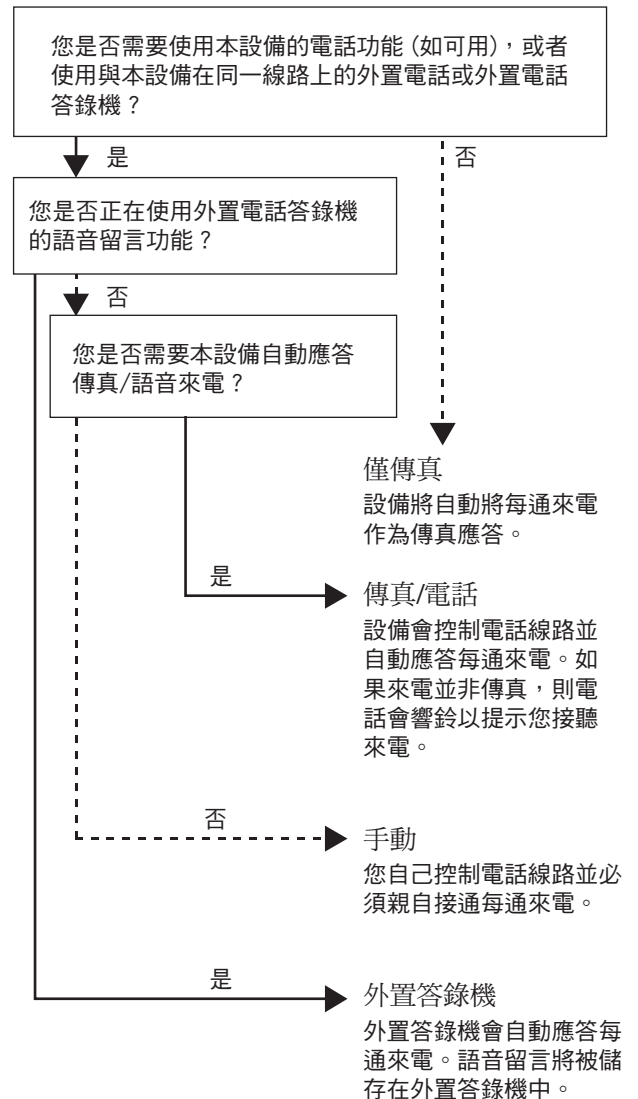 您是否需要使用本設備的電話功能 (如可用)，或者
使用與本設備在同一線路上的外置電話或外置電話
答錄機？
是
否
您是否正在使用外置電話答錄機
的語音留言功能？
否
您是否需要本設備自動應答
傳真/語音來電？
僅傳真
設備將自動將每通來電
作為傳真應答。
是
傳真/電話
設備會控制電話線路並
自動應答每通來電。如
果來電並非傳真，則電
話會響鈴以提示您接聽
來電。
否
手動
您自己控制電話線路並必
須親自接通每通來電。
是
外置答錄機
外置答錄機會自動應答每
通來電。語音留言將被儲
存在外置答錄機中。